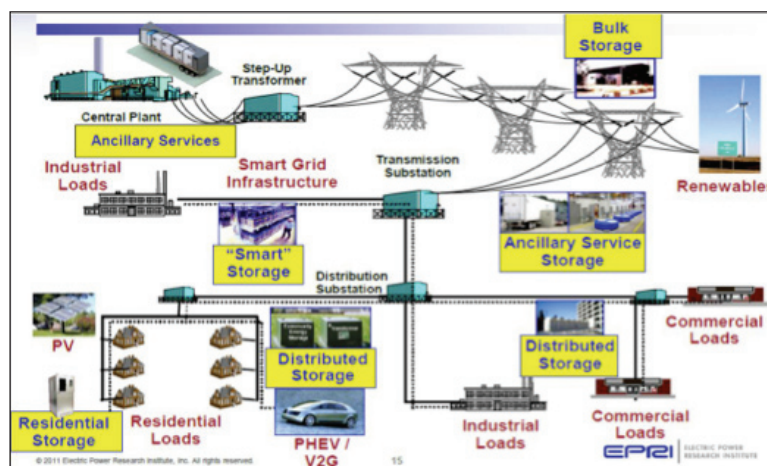 Bulk
Storage
Step-Up
Transformer
Central Plant
Ancillary Services
Industrial
Loads
Smart Grid
Infrastructure
Transmission
Substation
Renewables
"Smart"
Storage
Ancillary Service
Storage
Distribution
Substation
PV
Commercial
Loads
Distributed
Storage
Distributed
Storage
Residential
Storage
Residential
Loads
PHEV /
V2G
Industrial
Loads
Commercial
Loads
© 2011 Electric Power Research Institute, Inc. All rights reserved.
15
EPRI
ELECTRIC POWER
RESEARCH INSTITUTE